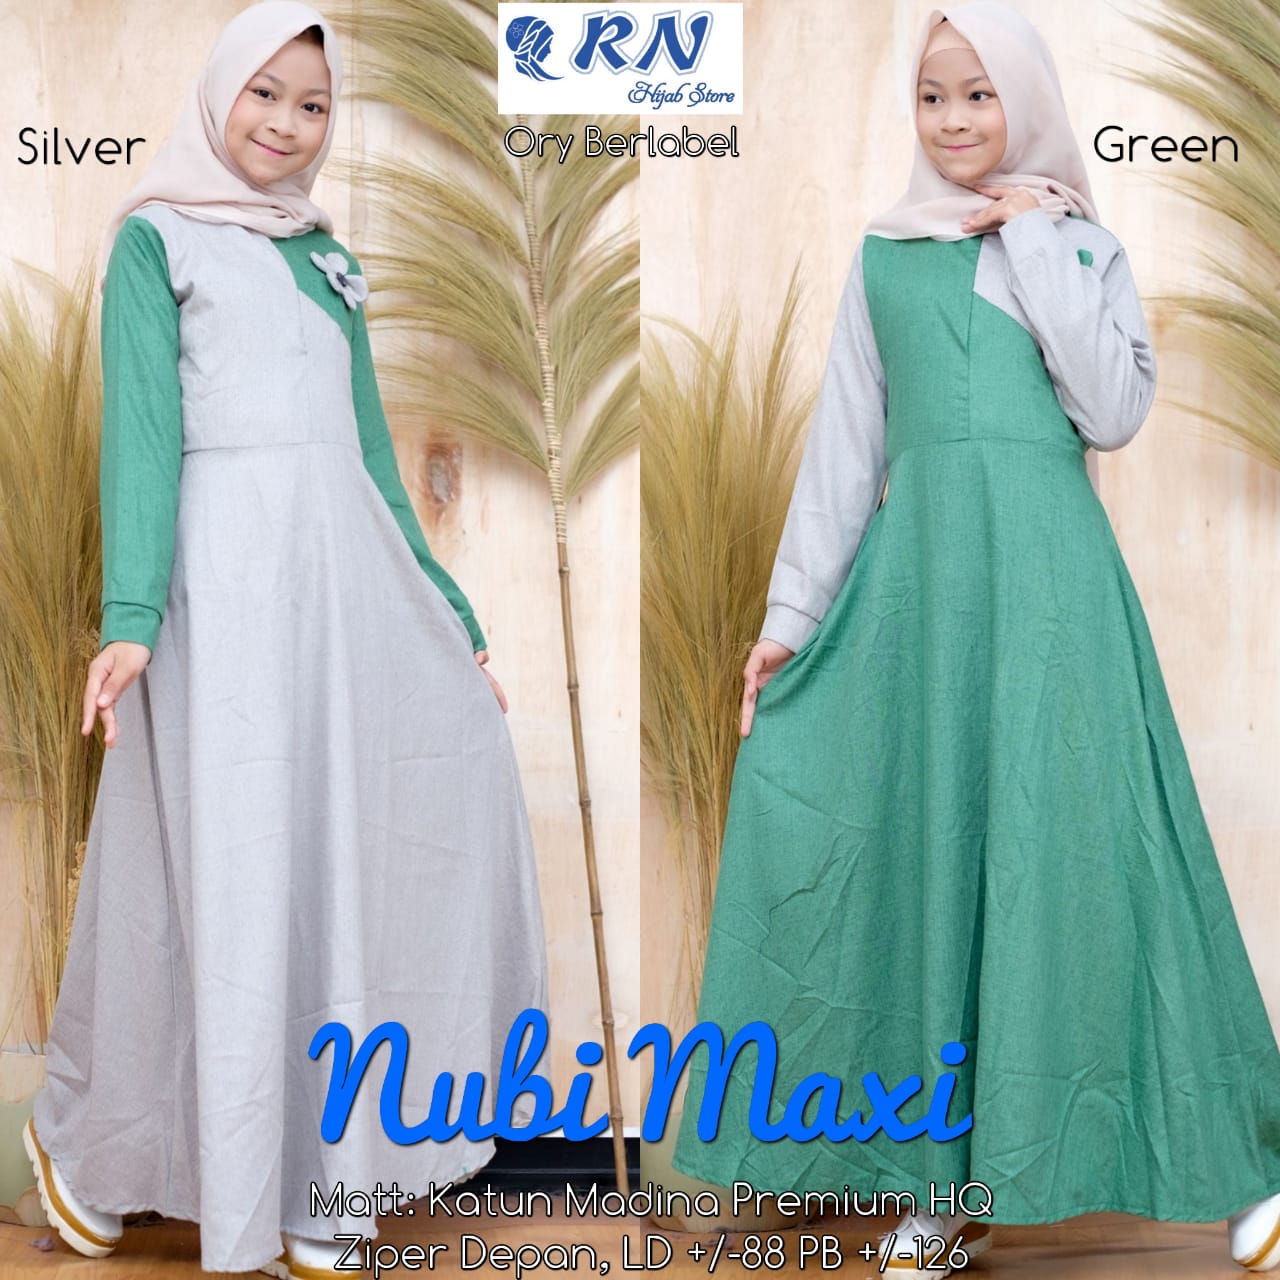 RN
Hijab Store
Ory Berlabel
Silver
Green
Nubi Maxi
Matt: Katun Madina Premium HQ
Ziper Depan, LD +/-88 PB +/-126